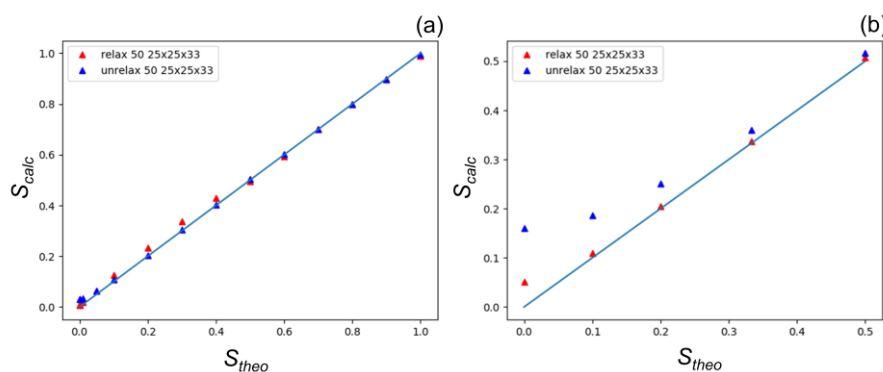 (a)
relax 50 25x25x33
unrelax 50 25x25x33
1.0
0.8
0.6
0.4
0.2
0.0
S_calc
0.0 0.2 0.4 0.6 0.8 1.0
S_theo
(b)
relax 50 25x25x33
unrelax 50 25x25x33
0.5
0.4
0.3
0.2
0.1
0.0
S_calc
0.0 0.1 0.2 0.3 0.4 0.5
S_theo